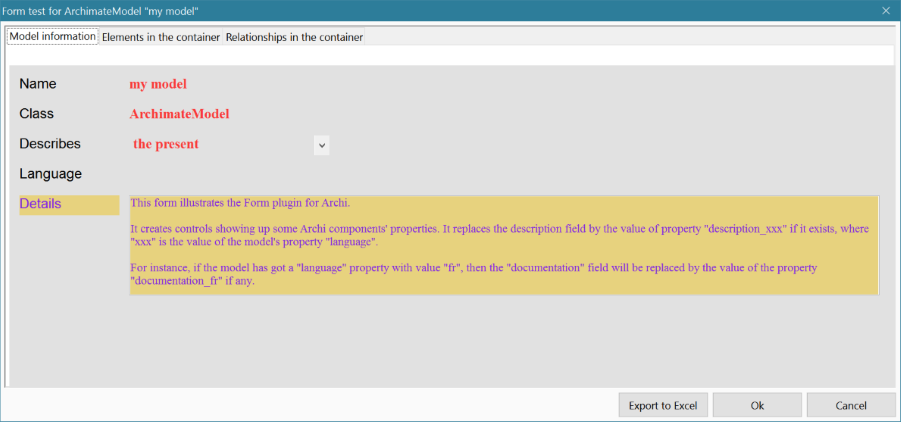 Form test for ArchimateModel "my model"
Model information Elements in the container Relationships in the container
Name my model
Class ArchimateModel
Describes the present
Language
Details This form illustrates the Form plugin for Archi.
It creates controls showing up some Archi components' properties. It replaces the description field by the value of property "description_xxx" if it exists, where
"xxx" is the value of the model's property "language".
For instance, if the model has got a "language" property with value "fr", then the "documentation" field will be replaced by the value of the property
"documentation_fr" if any.
Export to Excel Ok Cancel